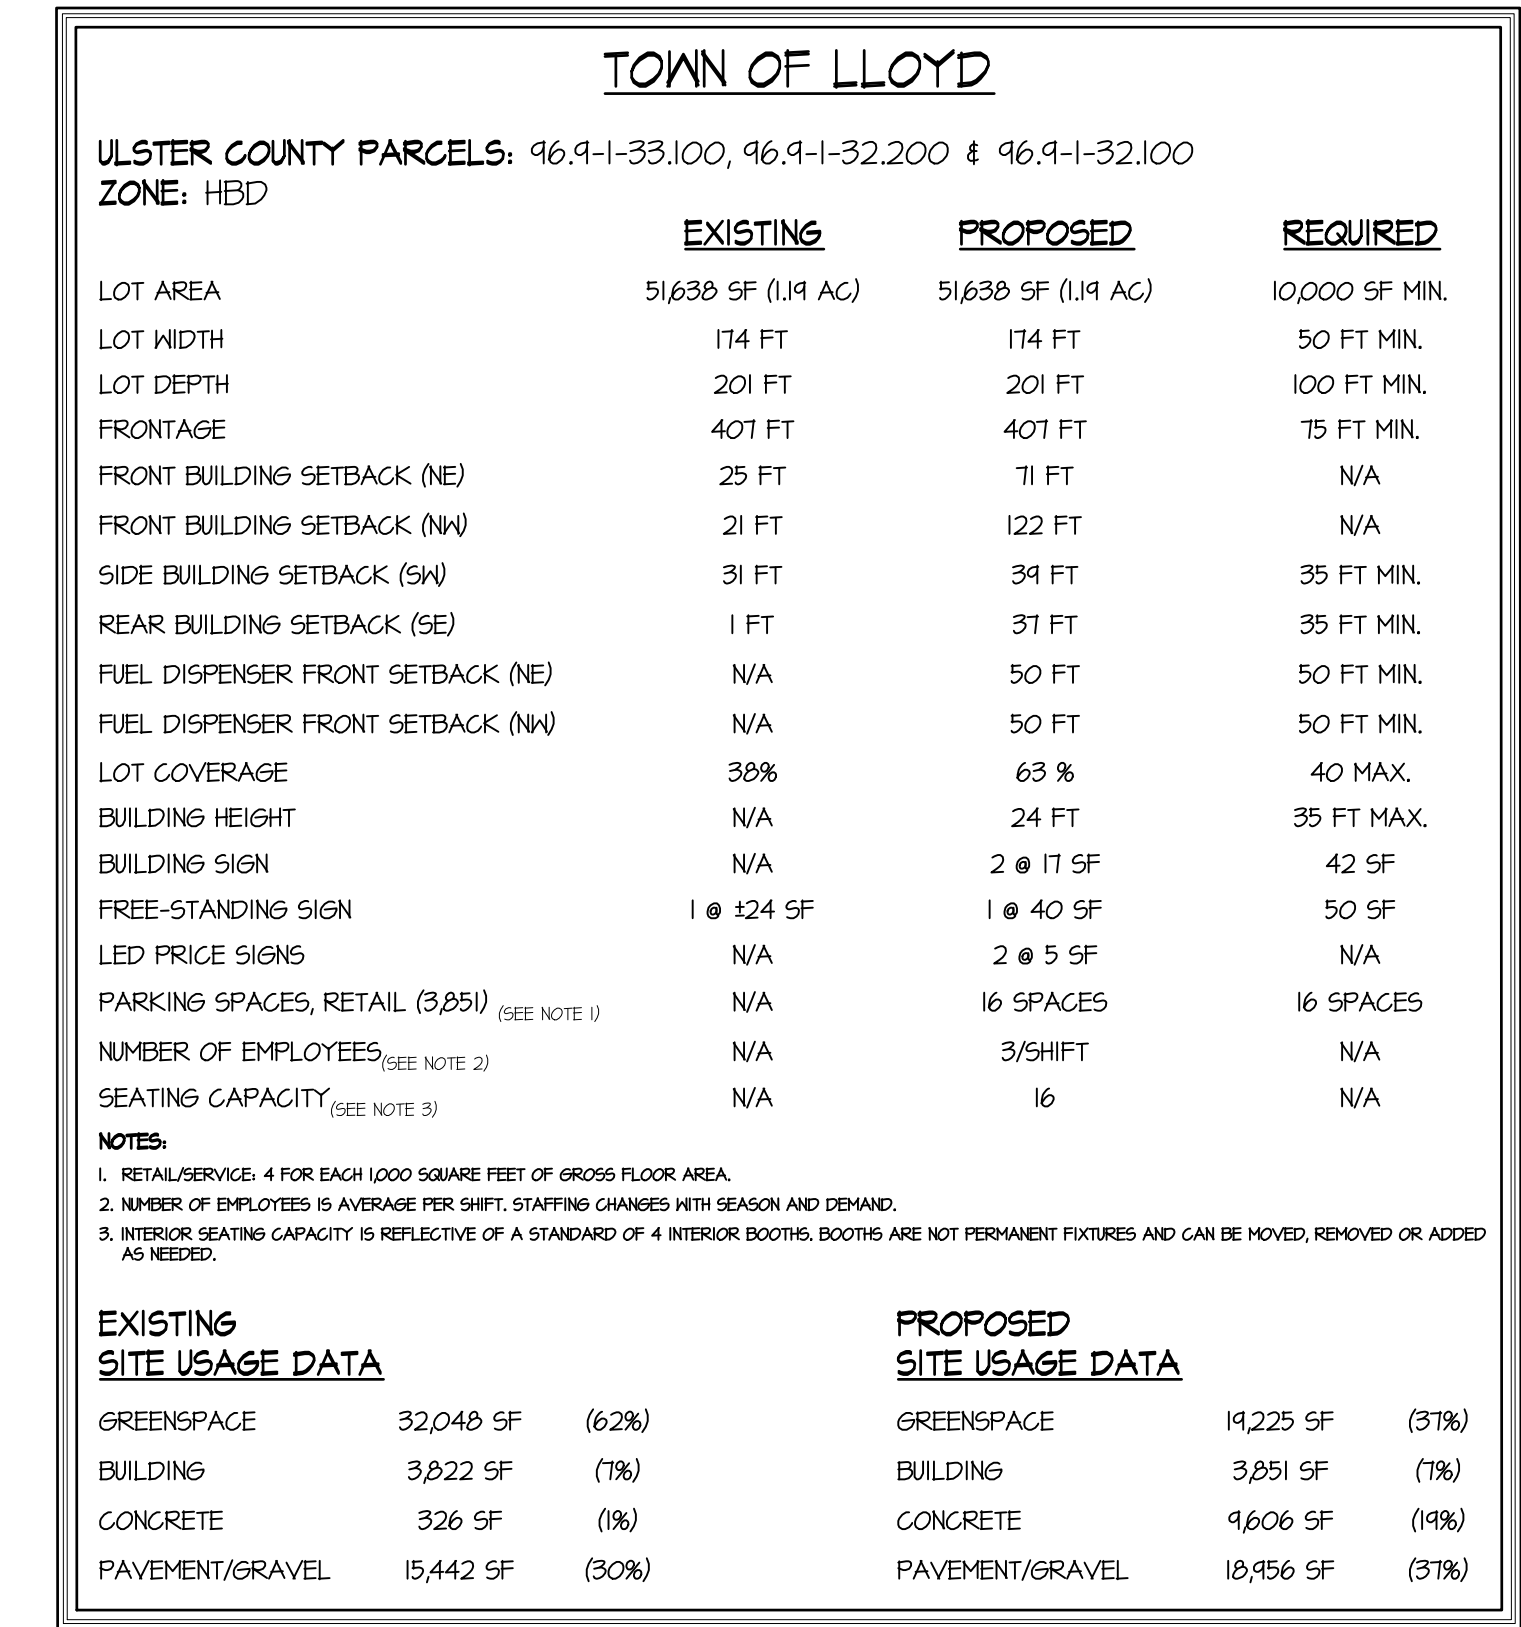 TOWN OF LLOYD
ULSTER COUNTY PARCELS: 96.9-1-33.100, 96.9-1-32.200 & 96.9-1-32.100
ZONE: HBD
EXISTING PROPOSED REQUIRED
LOT AREA 51,638 SF (1.19 AC) 51,638 SF (1.19 AC) 10,000 SF MIN.
LOT WIDTH 174 FT 174 FT 50 FT MIN.
LOT DEPTH 201 FT 201 FT 100 FT MIN.
FRONTAGE 407 FT 407 FT 75 FT MIN.
FRONT BUILDING SETBACK (NE) 25 FT 71 FT N/A
FRONT BUILDING SETBACK (NW) 21 FT 122 FT N/A
SIDE BUILDING SETBACK (SW) 31 FT 39 FT 35 FT MIN.
REAR BUILDING SETBACK (SE) 1 FT 37 FT 35 FT MIN.
FUEL DISPENSER FRONT SETBACK (NE) N/A 50 FT 50 FT MIN.
FUEL DISPENSER FRONT SETBACK (NW) N/A 50 FT 50 FT MIN.
LOT COVERAGE 38% 63 % 40 MAX.
BUILDING HEIGHT N/A 24 FT 35 FT MAX.
BUILDING SIGN N/A 2 @ 17 SF 42 SF
FREE-STANDING SIGN 1 @ ±24 SF 1 @ 40 SF 50 SF
LED PRICE SIGNS N/A 2 @ 5 SF N/A
PARKING SPACES, RETAIL (3,851) (SEE NOTE 1) N/A 16 SPACES 16 SPACES
NUMBER OF EMPLOYEES(SEE NOTE 2) N/A 3/SHIFT N/A
SEATING CAPACITY(SEE NOTE 3) N/A 16 N/A
NOTES:
1. RETAIL/SERVICE: 4 FOR EACH 1,000 SQUARE FEET OF GROSS FLOOR AREA.
2. NUMBER OF EMPLOYEES IS AVERAGE PER SHIFT. STAFFING CHANGES WITH SEASON AND DEMAND.
3. INTERIOR SEATING CAPACITY IS REFLECTIVE OF A STANDARD OF 4 INTERIOR BOOTHS. BOOTHS ARE NOT PERMANENT FIXTURES AND CAN BE MOVED, REMOVED OR ADDED
AS NEEDED.
EXISTING
SITE USAGE DATA
GREENSPACE 32,048 SF (62%)
BUILDING 3,822 SF (7%)
CONCRETE 326 SF (1%)
PAVEMENT/GRAVEL 15,442 SF (30%)
PROPOSED
SITE USAGE DATA
GREENSPACE 19,225 SF (37%)
BUILDING 3,851 SF (7%)
CONCRETE 9,606 SF (19%)
PAVEMENT/GRAVEL 18,956 SF (37%)